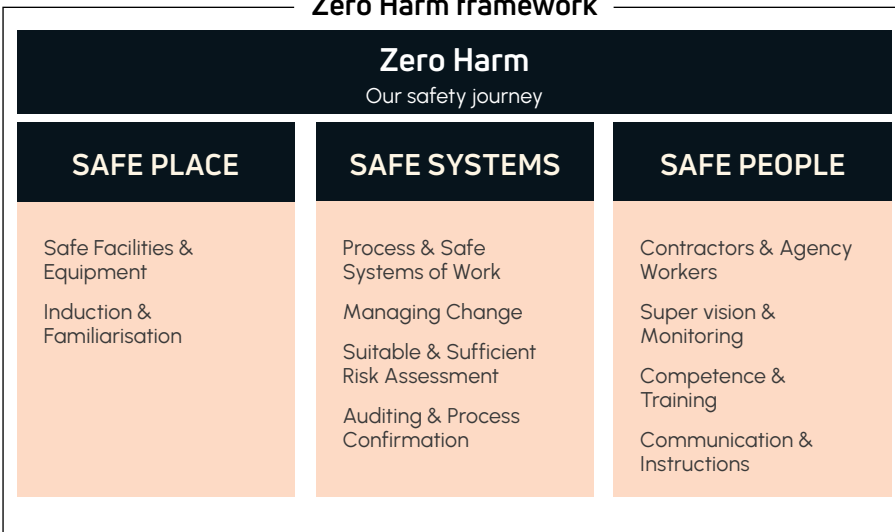 Zero Harm framework
Zero Harm
Our safety journey
SAFE PLACE
Safe Facilities &
Equipment
Induction &
Familiarisation
SAFE SYSTEMS
Process & Safe
Systems of Work
Managing Change
Suitable & Sufficient
Risk Assessment
Auditing & Process
Confirmation
SAFE PEOPLE
Contractors & Agency
Workers
Super vision &
Monitoring
Competence &
Training
Communication &
Instructions